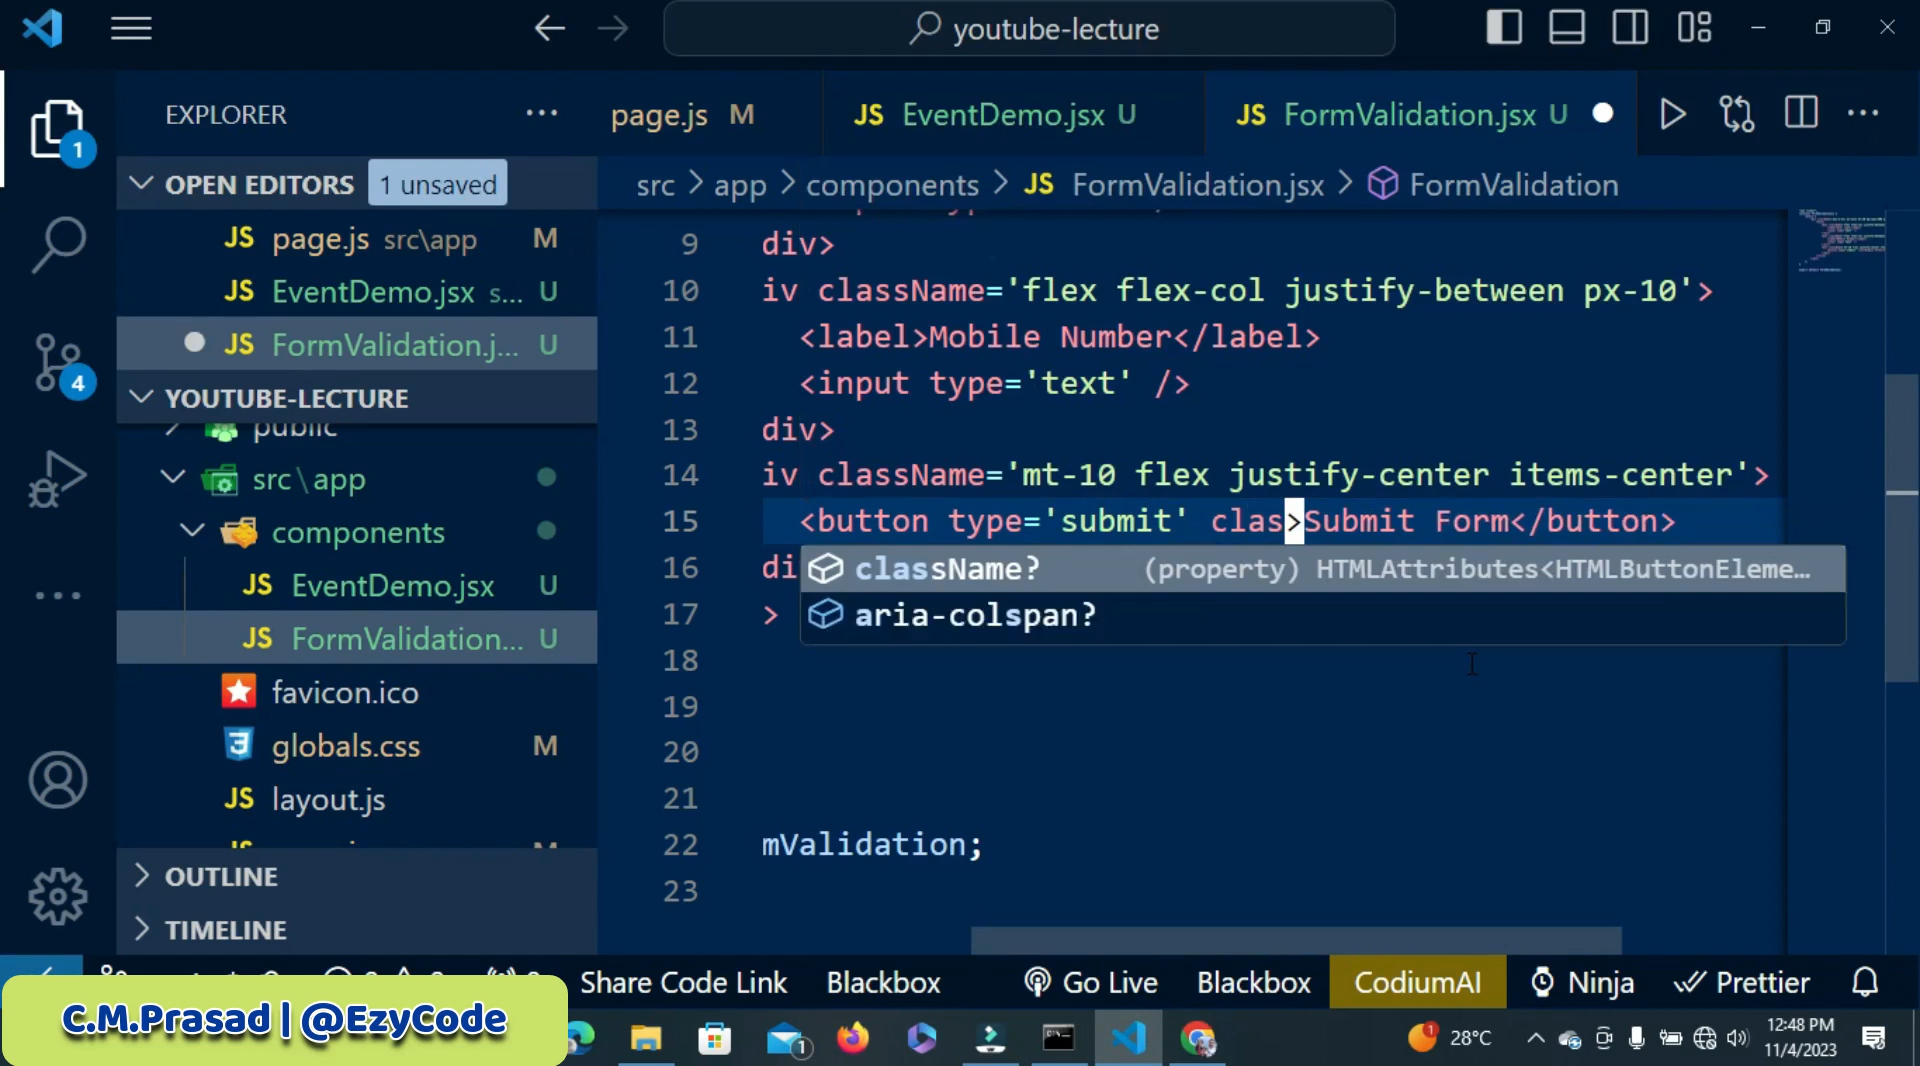 youtube-lecture
EXPLORER
page.js M
JS EventDemo.jsx U
JS FormValidation.jsx U
1
OPEN EDITORS 1 unsaved
src > app > components > JS FormValidation.jsx > FormValidation
JS page.js src\app M
JS EventDemo.jsx s... U
JS FormValidation.j... U
4
YOUTUBE-LECTURE
public
src\app
components
JS EventDemo.jsx U
JS FormValidation... U
favicon.ico
globals.css M
JS layout.js
OUTLINE
TIMELINE
9 div>
10 iv className='flex flex-col justify-between px-10'>
11 <label>Mobile Number</label>
12 <input type='text' />
13 div>
14 iv className='mt-10 flex justify-center items-center'>
15 <button type='submit' clas>Submit Form</button>
16 di
className? (property) HTMLAttributes<HTMLButtonEleme...
17 >
aria-colspan?
18
19
20
21
22 mValidation;
23
Share Code Link Blackbox Go Live Blackbox CodiumAI Ninja Prettier
C.M.Prasad | @EzyCode
1
1 28°C
12:48 PM
11/4/2023